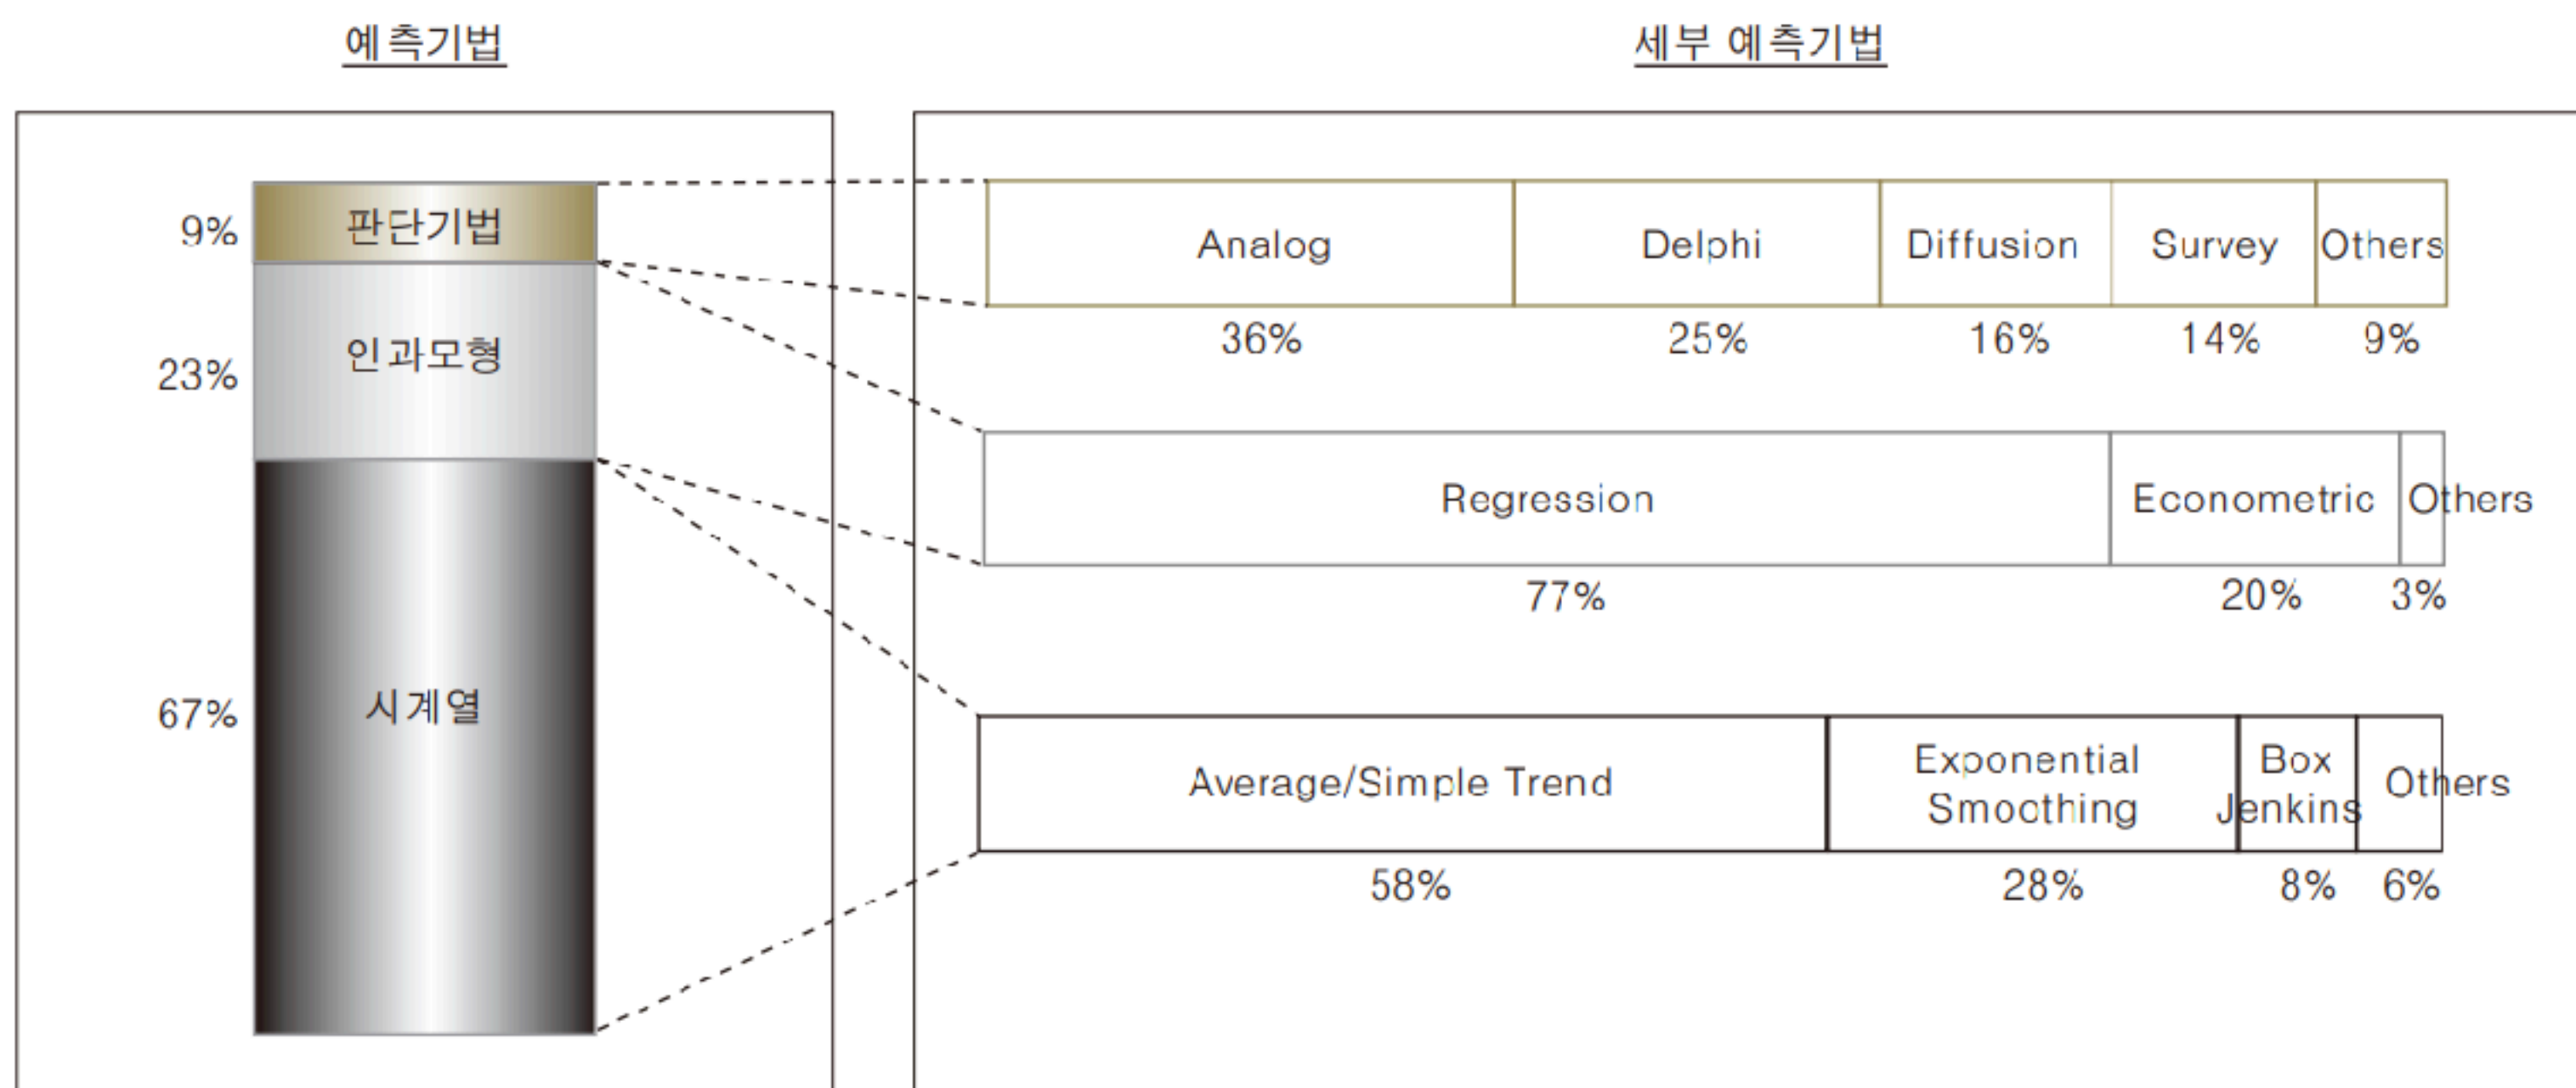 예측기법
세부 예측기법
9%
판단기법
23%
인과모형
67%
시계열
Analog
Delphi
Diffusion
Survey
Others
36%
25%
16%
14%
9%
Regression
Econometric
Others
77%
20%
3%
Average/Simple Trend
Exponential
Smoothing
Box
Jenkins
Others
58%
28%
8%
6%